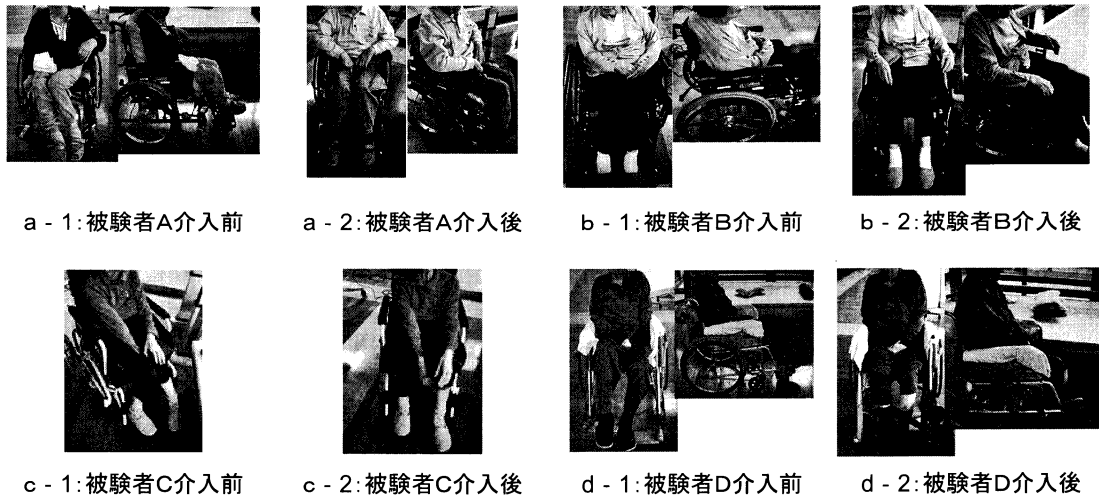 a - 1:被験者A介入前
a - 2:被験者A介入後
b - 1:被験者B介入前
b - 2:被験者B介入後
c - 1:被験者C介入前
c - 2:被験者C介入後
d - 1:被験者D介入前
d - 2:被験者D介入後